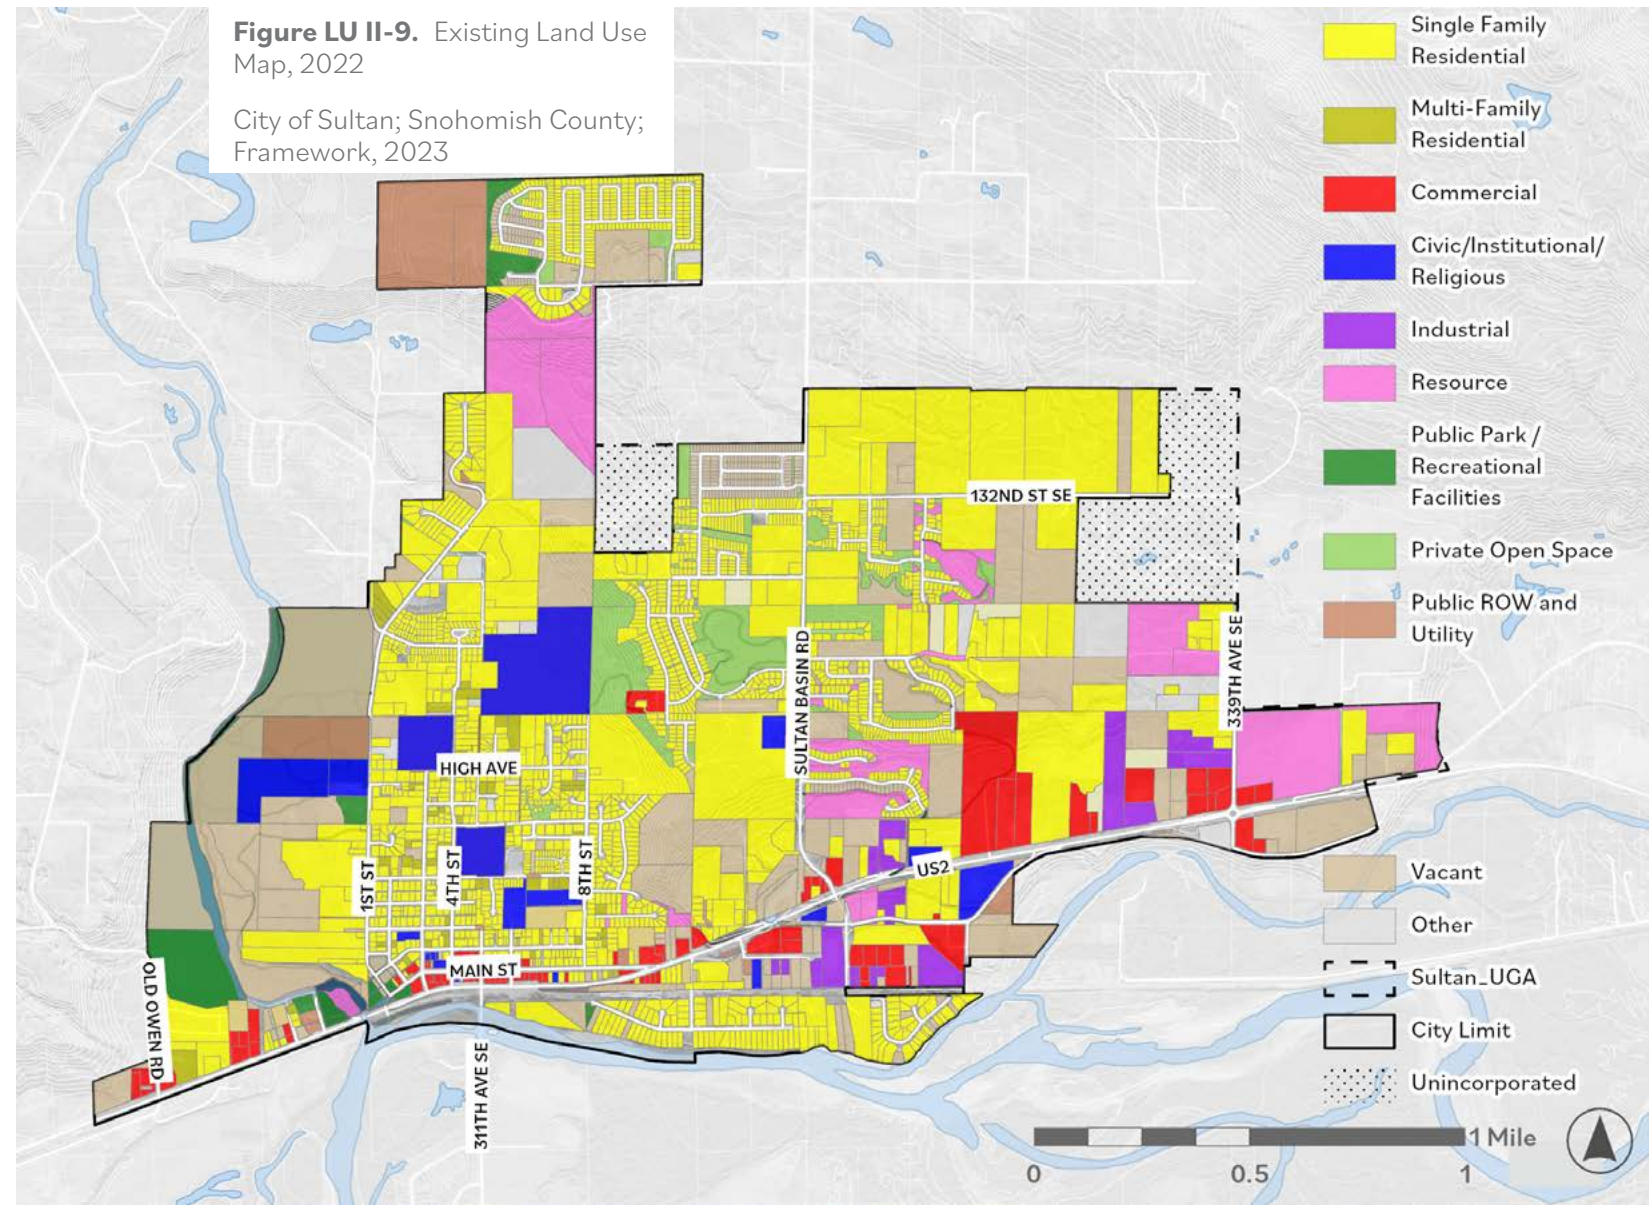 Figure LU II-9. Existing Land Use
Map, 2022
City of Sultan; Snohomish County;
Framework, 2023
Single Family
Residential
Multi-Family
Residential
Commercial
Civic/Institutional/
Religious
Industrial
Resource
Public Park /
Recreational
Facilities
Private Open Space
Public ROW and
Utility
132ND ST SE
SULTAN BASIN RD
339TH AVE SE
HIGH AVE
1ST ST
4TH ST
8TH ST
US2
MAIN ST
OLD OWEN RD
311TH AVE SE
Vacant
Other
Sultan_UGA
City Limit
Unincorporated
1 Mile
0
0.5
1